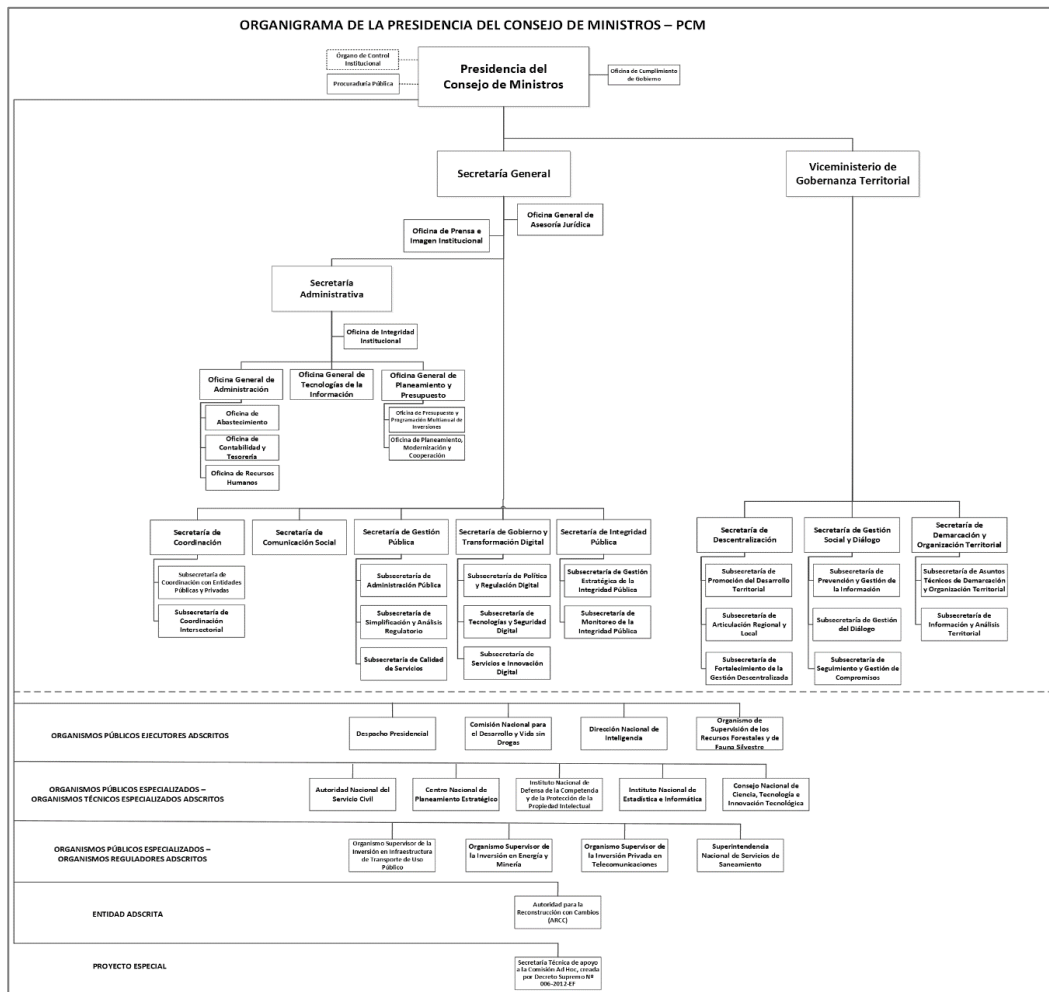 ORGANIGRAMA DE LA PRESIDENCIA DEL CONSEJO DE MINISTROS – PCM
Órgano de Control
Institucional
Procuraduría Pública
Presidencia del
Consejo de Ministros
Oficina de Cumplimiento
de Gobierno
Secretaría General
Viceministerio de
Gobernanza Territorial
Oficina General de
Asesoría Jurídica
Oficina de Prensa e
Imagen Institucional
Secretaría
Administrativa
Oficina de Integridad
Institucional
Oficina General de
Administración
Oficina General de
Tecnologías de la
Información
Oficina General de
Planeamiento y
Presupuesto
Oficina de
Abastecimiento
Oficina de
Contabilidad y
Tesorería
Oficina de Recursos
Humanos
Oficina de Presupuesto y
Programación Multianual de
Inversiones
Oficina de Planeamiento,
Modernización y
Cooperación
Secretaría de
Coordinación
Secretaría de
Comunicación Social
Secretaría de Gestión
Pública
Secretaría de Gobierno y
Transformación Digital
Secretaría de Integridad
Pública
Secretaría de
Descentralización
Secretaría de Gestión
Social y Diálogo
Secretaría de
Demarcación y
Organización Territorial
Subsecretaría de
Coordinación con Entidades
Públicas y Privadas
Subsecretaría de
Coordinación
Intersectorial
Subsecretaría de
Administración Pública
Subsecretaría de
Simplificación y Análisis
Regulatorio
Subsecretaria de Calidad
de Servicios
Subsecretaría de Política
y Regulación Digital
Subsecretaría de
Tecnologías y Seguridad
Digital
Subsecretaría de
Servicios e Innovación
Digital
Subsecretaría de Gestión
Estratégica de la
Integridad Pública
Subsecretaría de
Monitoreo de la
Integridad Pública
Subsecretaría de
Promoción del Desarrollo
Territorial
Subsecretaría de
Articulación Regional y
Local
Subsecretaría de
Fortalecimiento de la
Gestión Descentralizada
Subsecretaría de
Prevención y Gestión de
la Información
Subsecretaría de Gestión
del Diálogo
Subsecretaría de
Seguimiento y Gestión de
Compromisos
Subsecretaría de Asuntos
Técnicos de Demarcación
y Organización Territorial
Subsecretaría de
Información y Análisis
Territorial
ORGANISMOS PÚBLICOS EJECUTORES ADSCRITOS
Despacho Presidencial
Comisión Nacional para
el Desarrollo y Vida sin
Drogas
Dirección Nacional de
Inteligencia
Organismo de
Supervisión de los
Recursos Forestales y de
Fauna Silvestre
ORGANISMOS PÚBLICOS ESPECIALIZADOS –
ORGANISMOS TÉCNICOS ESPECIALIZADOS ADSCRITOS
Autoridad Nacional del
Servicio Civil
Centro Nacional de
Planeamiento Estratégico
Instituto Nacional de
Defensa de la Competencia
y de la Protección de la
Propiedad Intelectual
Instituto Nacional de
Estadística e Informática
Consejo Nacional de
Ciencia, Tecnología e
Innovación Tecnológica
ORGANISMOS PÚBLICOS ESPECIALIZADOS –
ORGANISMOS REGULADORES ADSCRITOS
Organismo Supervisor de la
Inversión en Infraestructura
de Transporte de Uso
Público
Organismo Supervisor de
la Inversión en Energía y
Minería
Organismo Supervisor de
la Inversión Privada en
Telecomunicaciones
Superintendencia
Nacional de Servicios de
Saneamiento
ENTIDAD ADSCRITA
Autoridad para la
Reconstrucción con Cambios
(ARCC)
PROYECTO ESPECIAL
Secretaría Técnica de apoyo
a la Comisión Ad Hoc, creada
por Decreto Supremo Nº
006-2012-EF